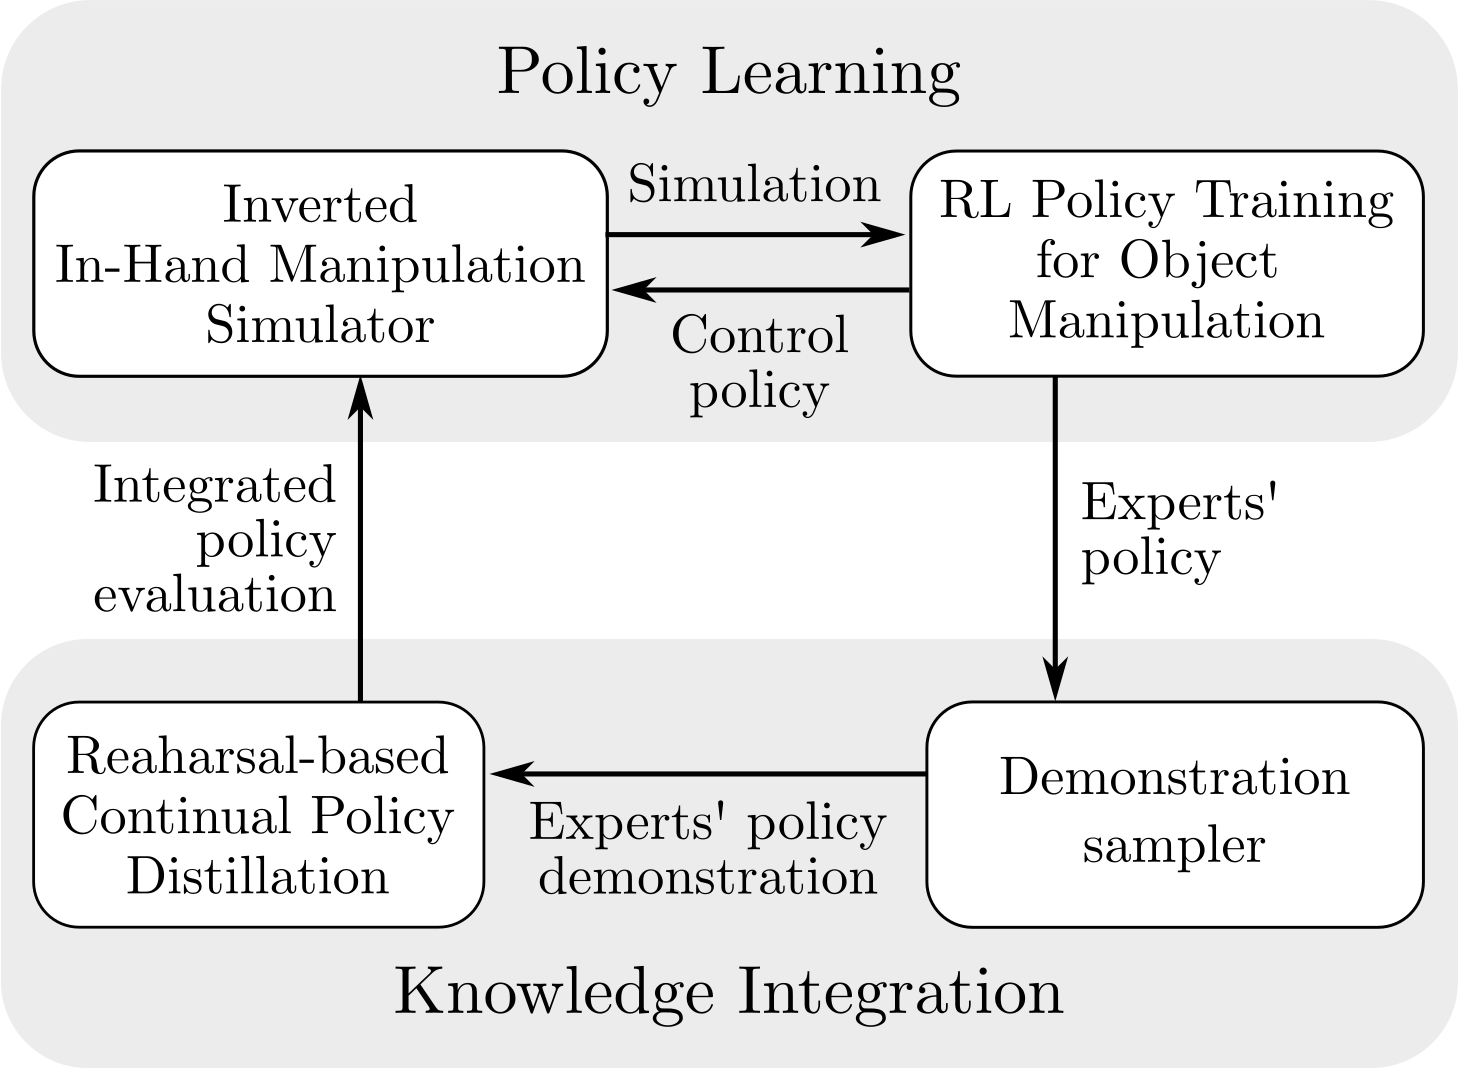 Policy Learning
Inverted
In-Hand Manipulation
Simulator
Simulation
Control
policy
RL Policy Training
for Object
Manipulation
Integrated
policy
evaluation
Experts'
policy
Reaharsal-based
Continual Policy
Distillation
Experts' policy
demonstration
Demonstration
sampler
Knowledge Integration